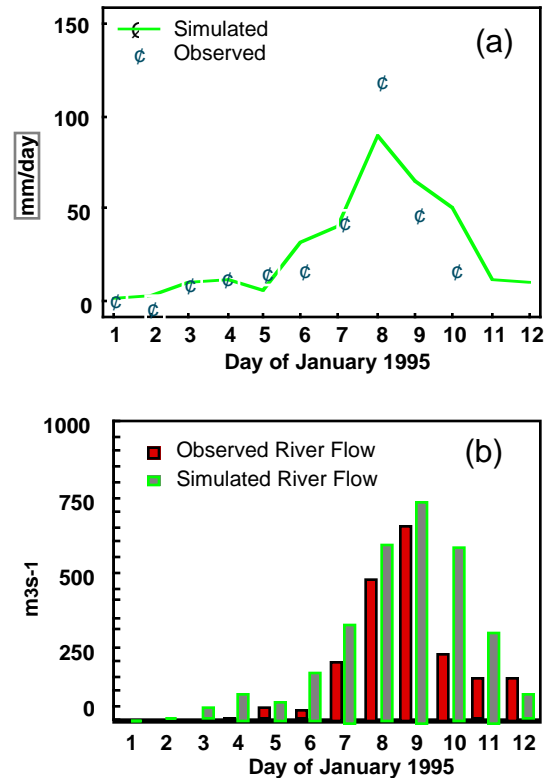 150
Simulated
¢ Observed
(a)
100
mm/day
50
0
1 2 3 4 5 6 7 8 9 10 11 12
Day of January 1995
1000
Observed River Flow
(b)
Simulated River Flow
750
500
m3s-1
250
0
1 2 3 4 5 6 7 8 9 10 11 12
Day of January 1995